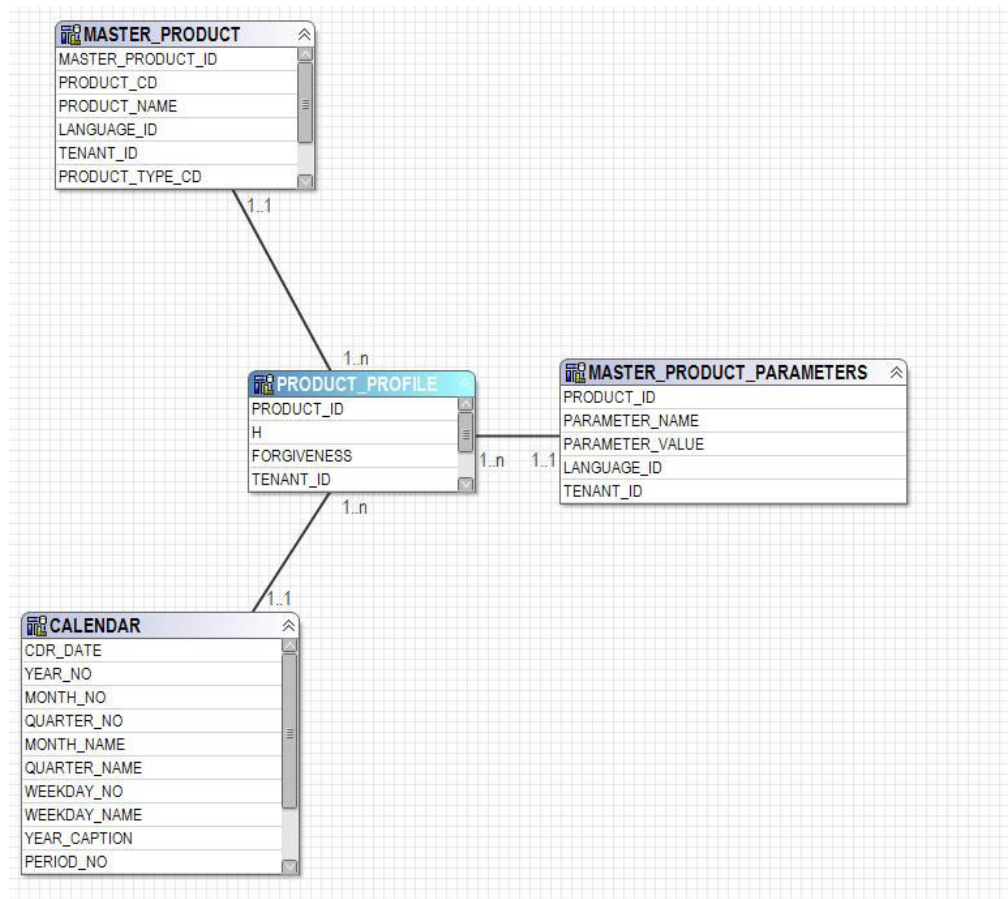 MASTER_PRODUCT
MASTER_PRODUCT_ID
PRODUCT_CD
PRODUCT_NAME
LANGUAGE_ID
TENANT_ID
PRODUCT_TYPE_CD
1..1
1..n
PRODUCT_PROFILE
PRODUCT_ID
H
FORGIVENESS
TENANT_ID
1..n
1..1
MASTER_PRODUCT_PARAMETERS
PRODUCT_ID
PARAMETER_NAME
PARAMETER_VALUE
LANGUAGE_ID
TENANT_ID
1..n
1..1
CALENDAR
CDR_DATE
YEAR_NO
MONTH_NO
QUARTER_NO
MONTH_NAME
QUARTER_NAME
WEEKDAY_NO
WEEKDAY_NAME
YEAR_CAPTION
PERIOD_NO